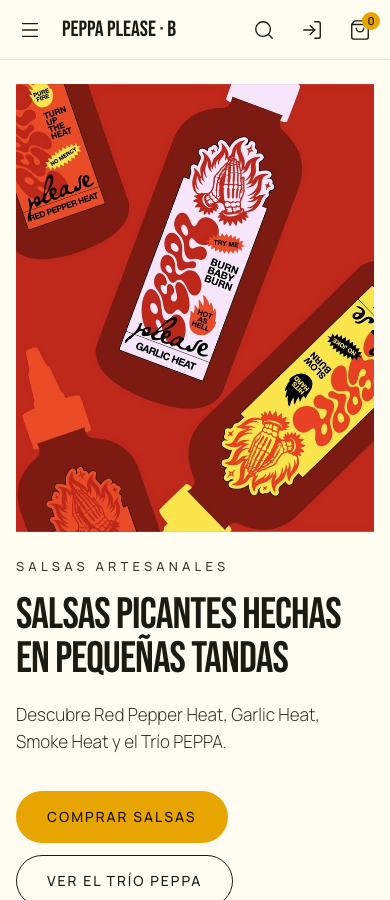 PEPPA PLEASE · B
0
PURE
FIRE
TURN
UP
THE
HEAT
NO MERCY
please
RED PEPPER HEAT
TRY ME
BURN
BABY
BURN
PEPPA
HOT
AS
HELL
please
GARLIC HEAT
SLOW
BURN
SALSAS ARTESANALES
SALSAS PICANTES HECHAS
EN PEQUEÑAS TANDAS
Descubre Red Pepper Heat, Garlic Heat,
Smoke Heat y el Trío PEPPA.
COMPRAR SALSAS
VER EL TRÍO PEPPA